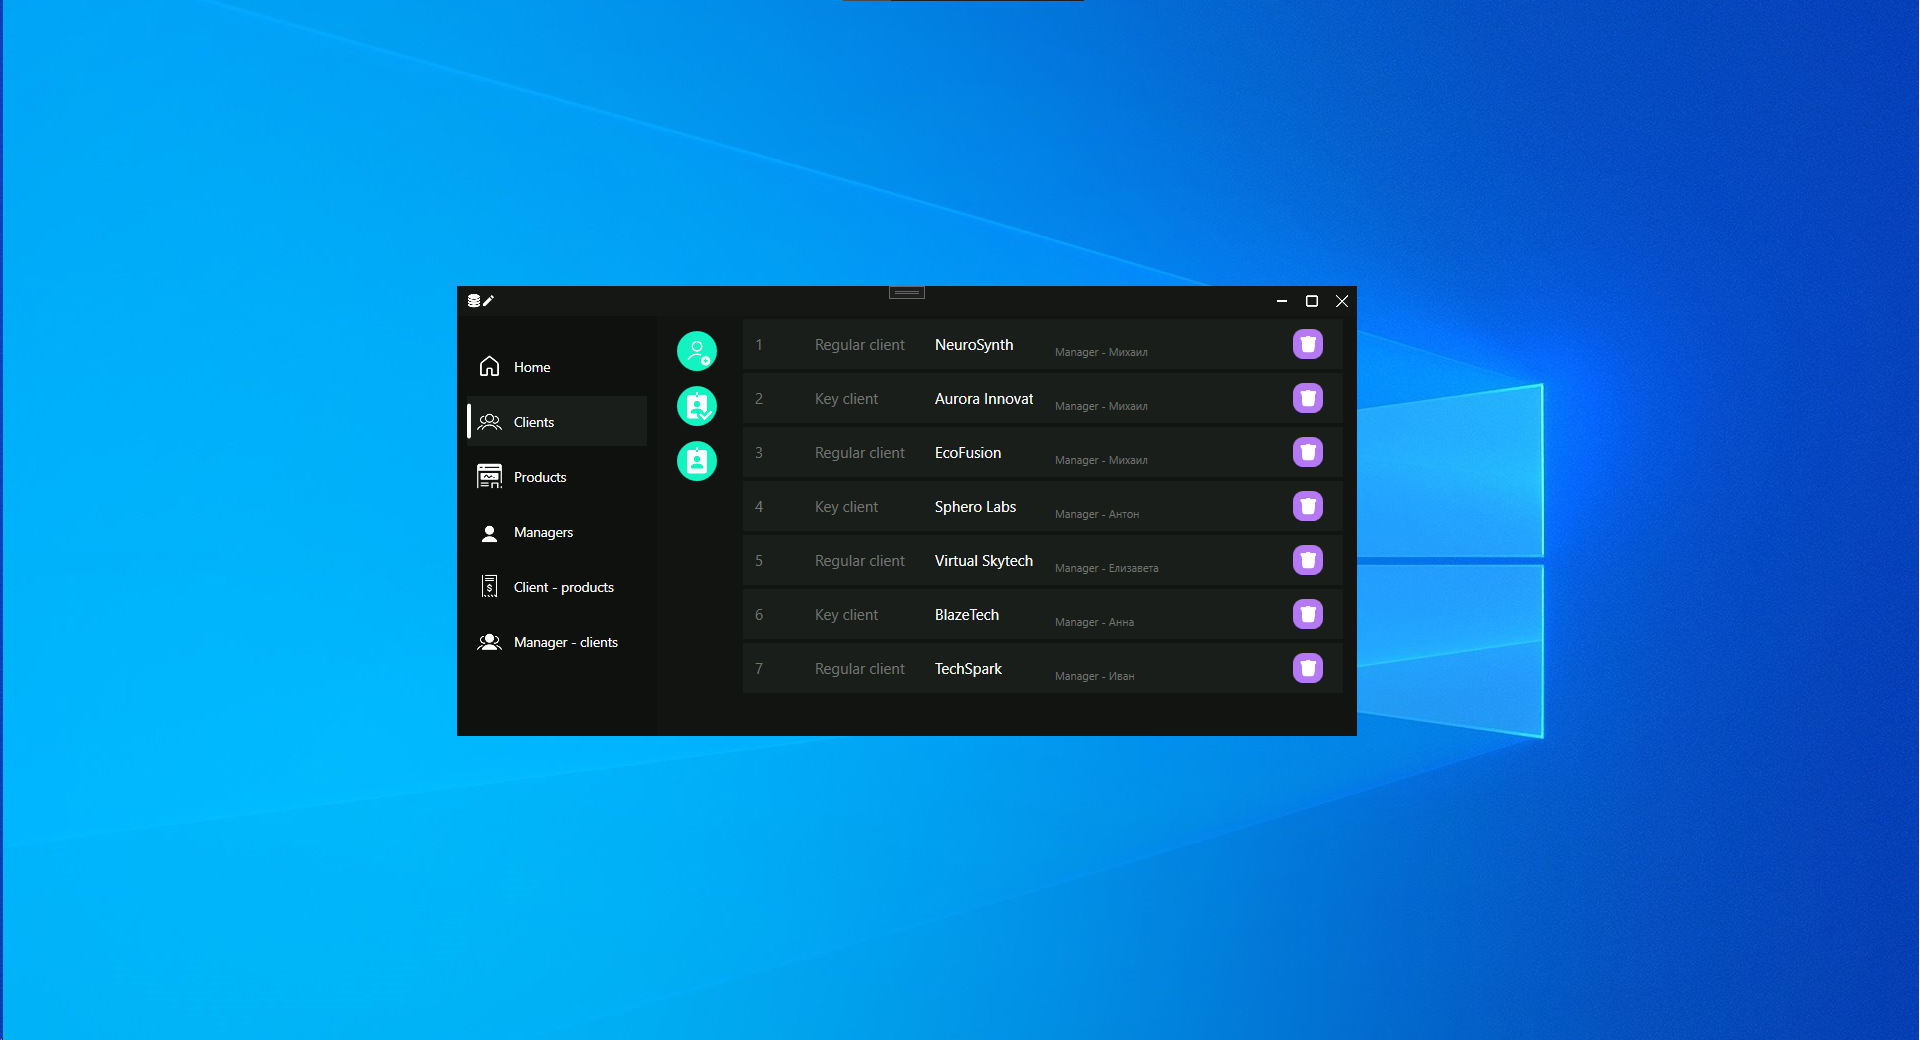 Home
Clients
Products
Managers
Client - products
Manager - clients
1 Regular client NeuroSynth Manager - Михаил
2 Key client Aurora Innovat Manager - Михаил
3 Regular client EcoFusion Manager - Михаил
4 Key client Sphero Labs Manager - Антон
5 Regular client Virtual Skytech Manager - Елизавета
6 Key client BlazeTech Manager - Анна
7 Regular client TechSpark Manager - Иван